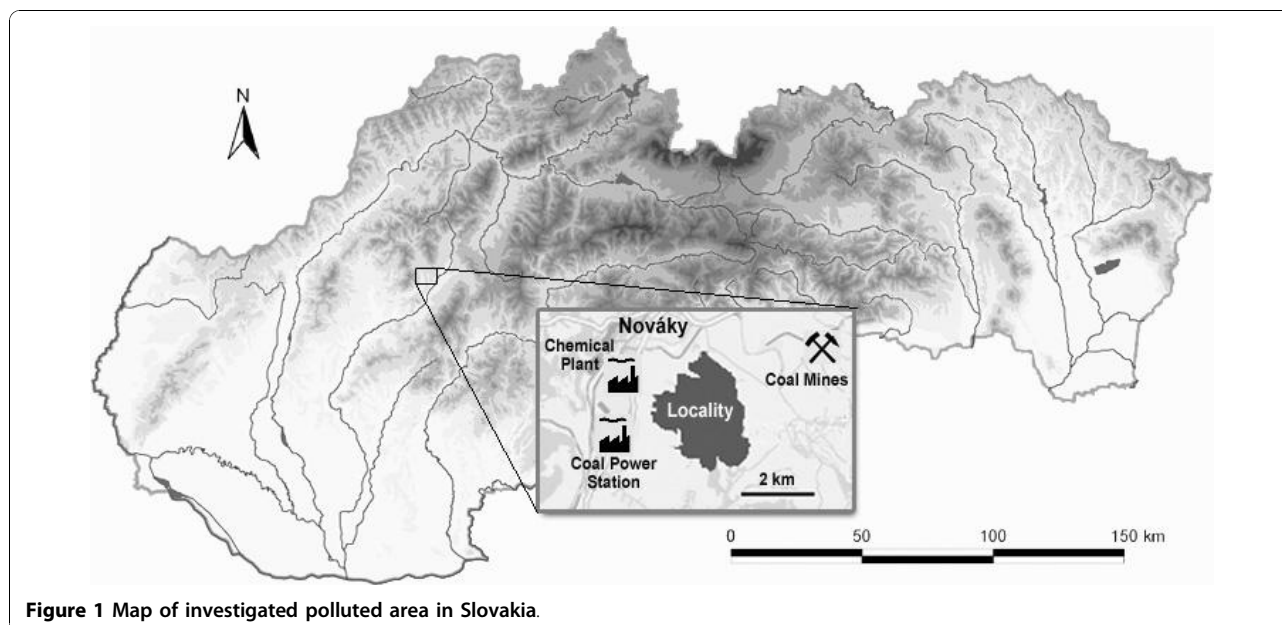 N
Nováky
Chemical
Plant
Coal Mines
Locality
Coal Power
Station
2 km
0 50 100 150 km
Figure 1 Map of investigated polluted area in Slovakia.